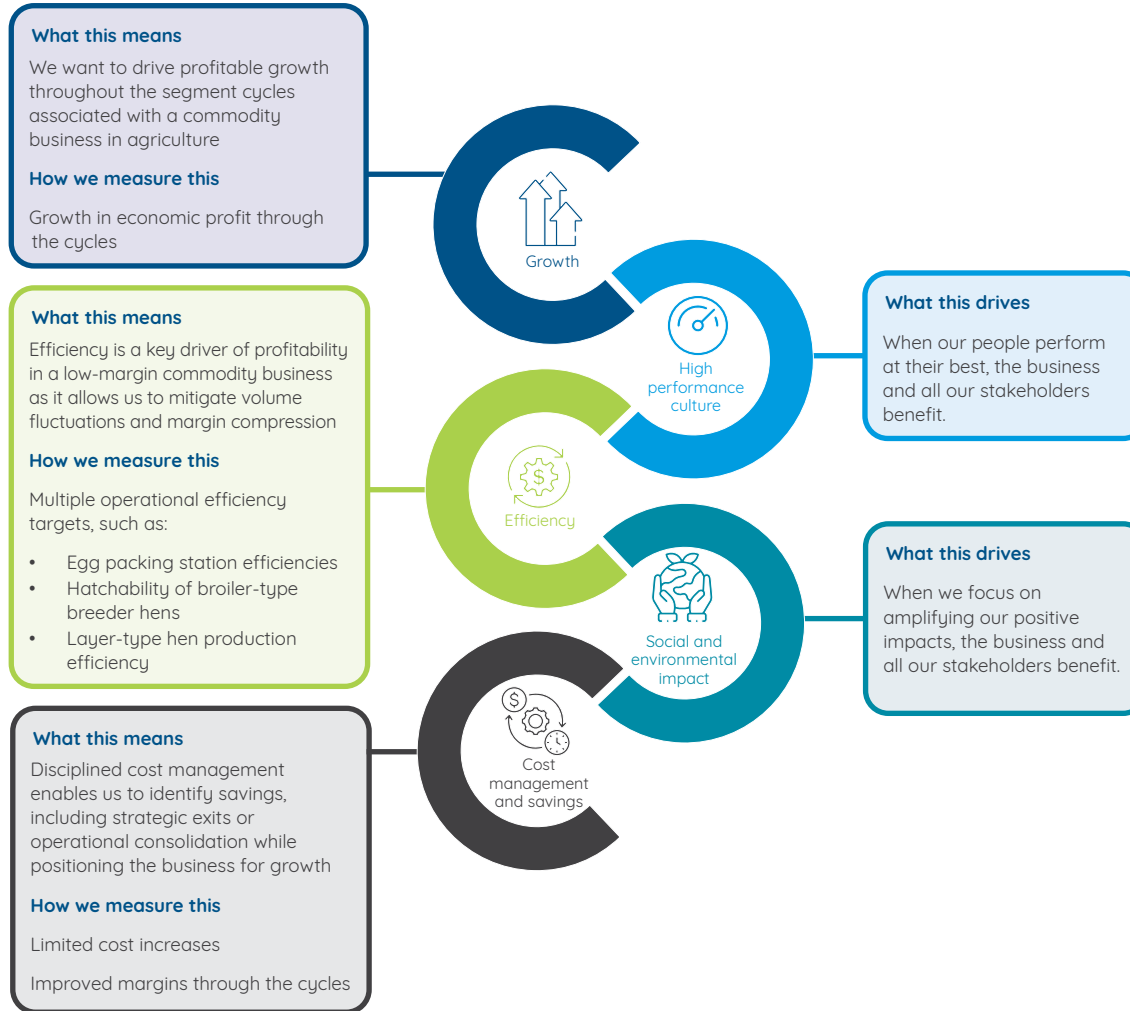 What this means
We want to drive profitable growth
throughout the segment cycles
associated with a commodity
business in agriculture
How we measure this
Growth in economic profit through
the cycles
Growth
High
performance
culture
What this drives
When our people perform
at their best, the business
and all our stakeholders
benefit.
What this means
Efficiency is a key driver of profitability
in a low-margin commodity business
as it allows us to mitigate volume
fluctuations and margin compression
How we measure this
Multiple operational efficiency
targets, such as:
• Egg packing station efficiencies
• Hatchability of broiler-type
breeder hens
• Layer-type hen production
efficiency
$
Efficiency
Social and
environmental
impact
What this drives
When we focus on
amplifying our positive
impacts, the business and
all our stakeholders benefit.
What this means
Disciplined cost management
enables us to identify savings,
including strategic exits or
operational consolidation while
positioning the business for growth
How we measure this
Limited cost increases
Improved margins through the cycles
$
Cost
management
and savings